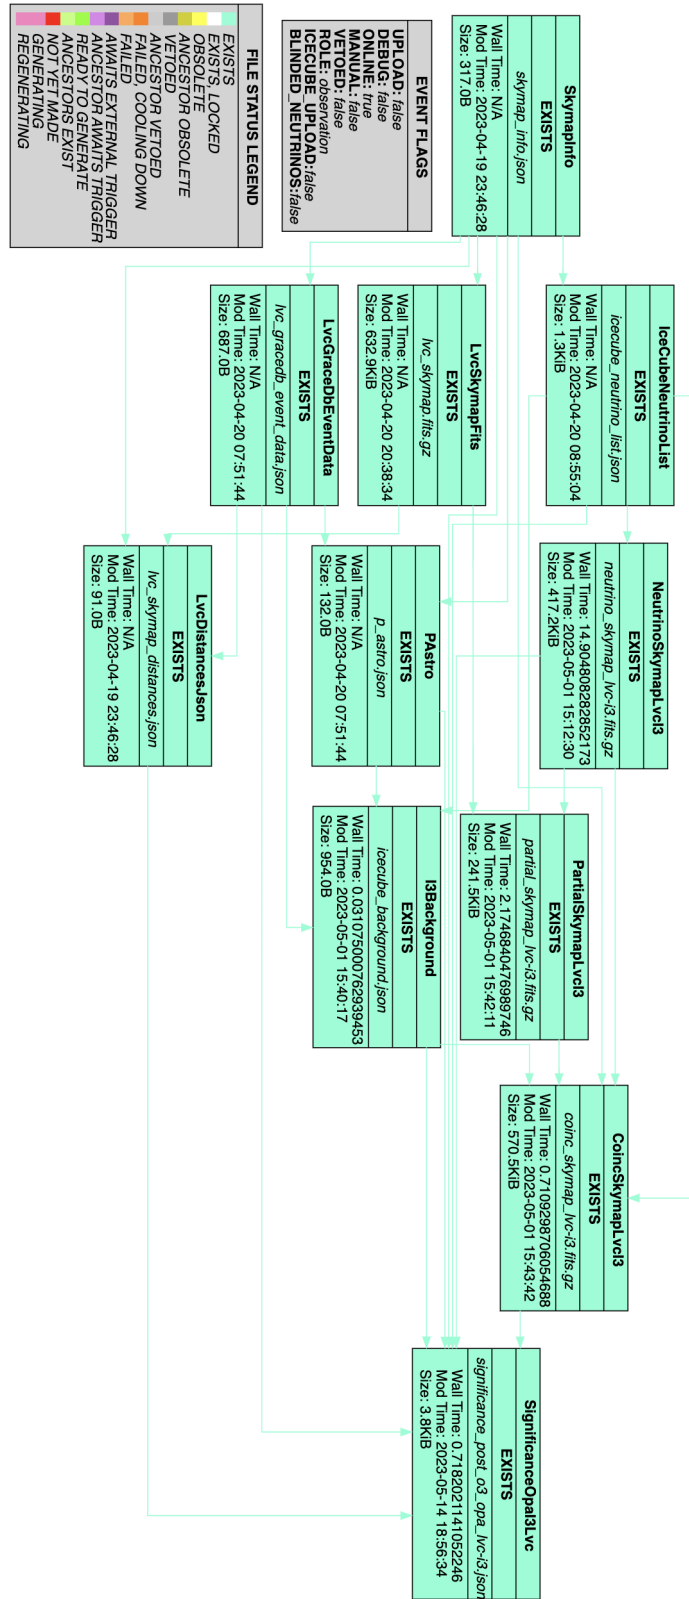 SkymapInfo
EXISTS
skymap_info.json
Wall Time: N/A
Mod Time: 2023-04-19 23:46:28
Size: 317.0B
EVENT FLAGS
UPLOAD: false
DEBUG: false
ONLINE: true
MANUAL: false
VETOED: false
ROLE: observation
ICECUBE_UPLOAD:false
BLINDED_NEUTRINOS:false
FILE STATUS LEGEND
EXISTS
EXISTS, LOCKED
OBSOLETE
ANCESTOR OBSOLETE
VETOED
ANCESTOR VETOED
FAILED, COOLING DOWN
FAILED
AWAITS EXTERNAL TRIGGER
ANCESTOR AWAITS TRIGGER
READY TO GENERATE
ANCESTORS EXIST
NOT YET MADE
GENERATING
REGENERATING
IceCubeNeutrinoList
EXISTS
icecube_neutrino_list.json
Wall Time: N/A
Mod Time: 2023-04-20 08:55:04
Size: 1.3KiB
LvcSkymapFits
EXISTS
lvc_skymap.fits.gz
Wall Time: N/A
Mod Time: 2023-04-20 20:38:34
Size: 632.9KiB
LvcGraceDbEventData
EXISTS
lvc_gracedb_event_data.json
Wall Time: N/A
Mod Time: 2023-04-20 07:51:44
Size: 687.0B
NeutrinoSkymapLvcI3
EXISTS
neutrino_skymap_lvc-i3.fits.gz
Wall Time: 14.904808282852173
Mod Time: 2023-05-01 15:12:30
Size: 417.2KiB
PAstro
EXISTS
p_astro.json
Wall Time: N/A
Mod Time: 2023-04-20 07:51:44
Size: 132.0B
LvcDistancesJson
EXISTS
lvc_skymap_distances.json
Wall Time: N/A
Mod Time: 2023-04-19 23:46:28
Size: 91.0B
PartialSkymapLvcI3
EXISTS
partial_skymap_lvc-i3.fits.gz
Wall Time: 2.1746840476989746
Mod Time: 2023-05-01 15:42:11
Size: 241.5KiB
I3Background
EXISTS
icecube_background.json
Wall Time: 0.031075000762939453
Mod Time: 2023-05-01 15:40:17
Size: 954.0B
CoincSkymapLvcI3
EXISTS
coinc_skymap_lvc-i3.fits.gz
Wall Time: 0.7109298706054688
Mod Time: 2023-05-01 15:43:42
Size: 570.5KiB
SignificanceOpaI3Lvc
EXISTS
significance_post_o3_opa_lvc-i3.json
Wall Time: 0.7182021141052246
Mod Time: 2023-05-14 18:56:34
Size: 3.8KiB